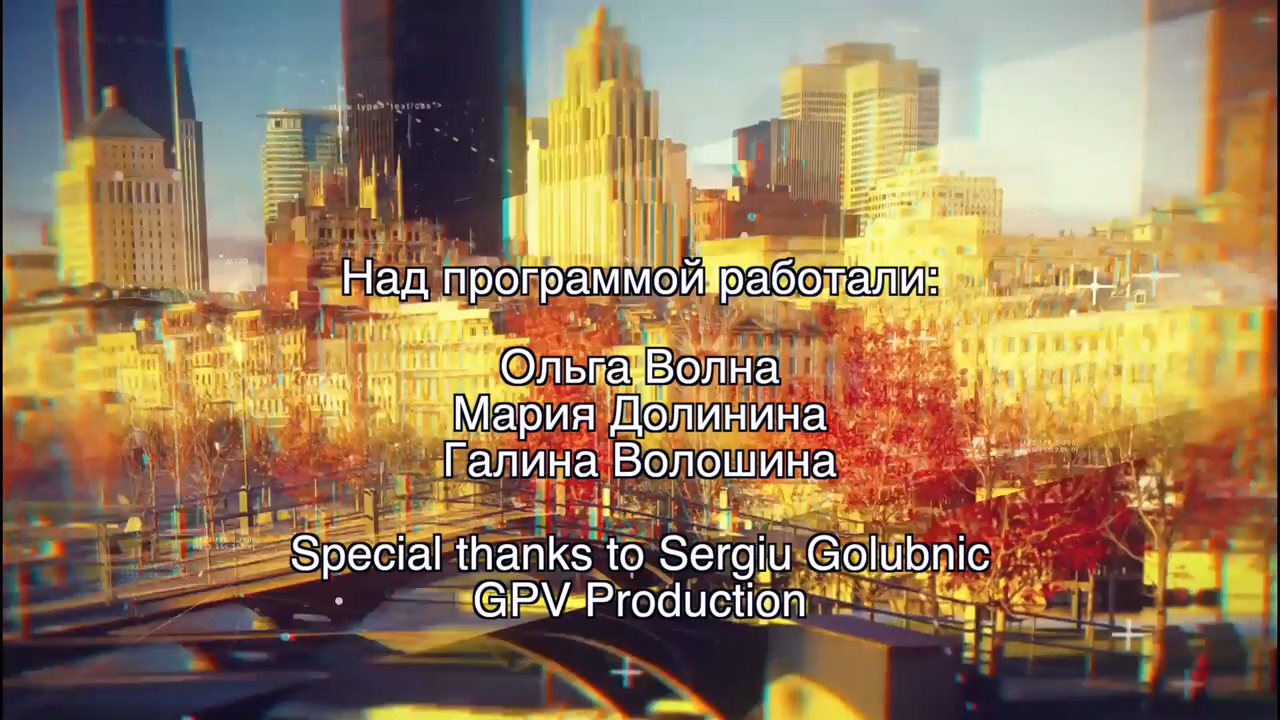 Над программой работали:
Ольга Волна
Мария Долинина
Галина Волошина
Special thanks to Sergiu Golubnic
GPV Production